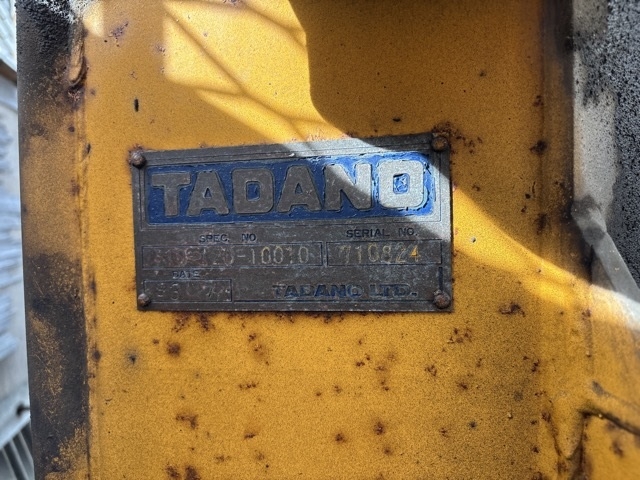 TADANO
SPEC. NO SERIAL NO.
710824
DATE
TADANO LTD.